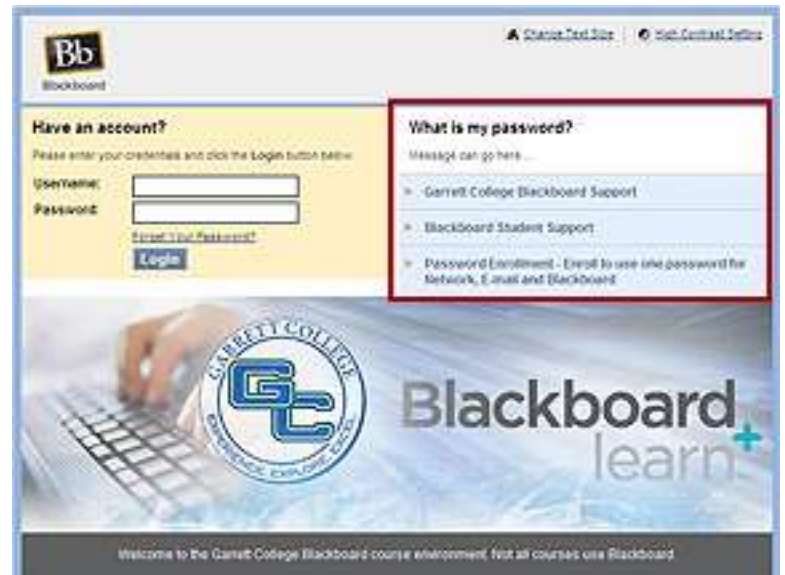 Bb
Blackboard
Change Text Size
High Contrast Setting
Have an account?
Please enter your credentials and click the Login button below.
Username:
Password:
Forgot Your Password?
Login
What is my password?
Message can go here ...
Garrett College Blackboard Support
Blackboard Student Support
Password Enrollment - Enroll to use one password for
Network, E-mail and Blackboard
GARRETT COLLEGE
GC
EXPERIENCE. EXPLORE. EXCEL.
Blackboard
learn+
Welcome to the Garrett College Blackboard course environment. Not all courses use Blackboard.